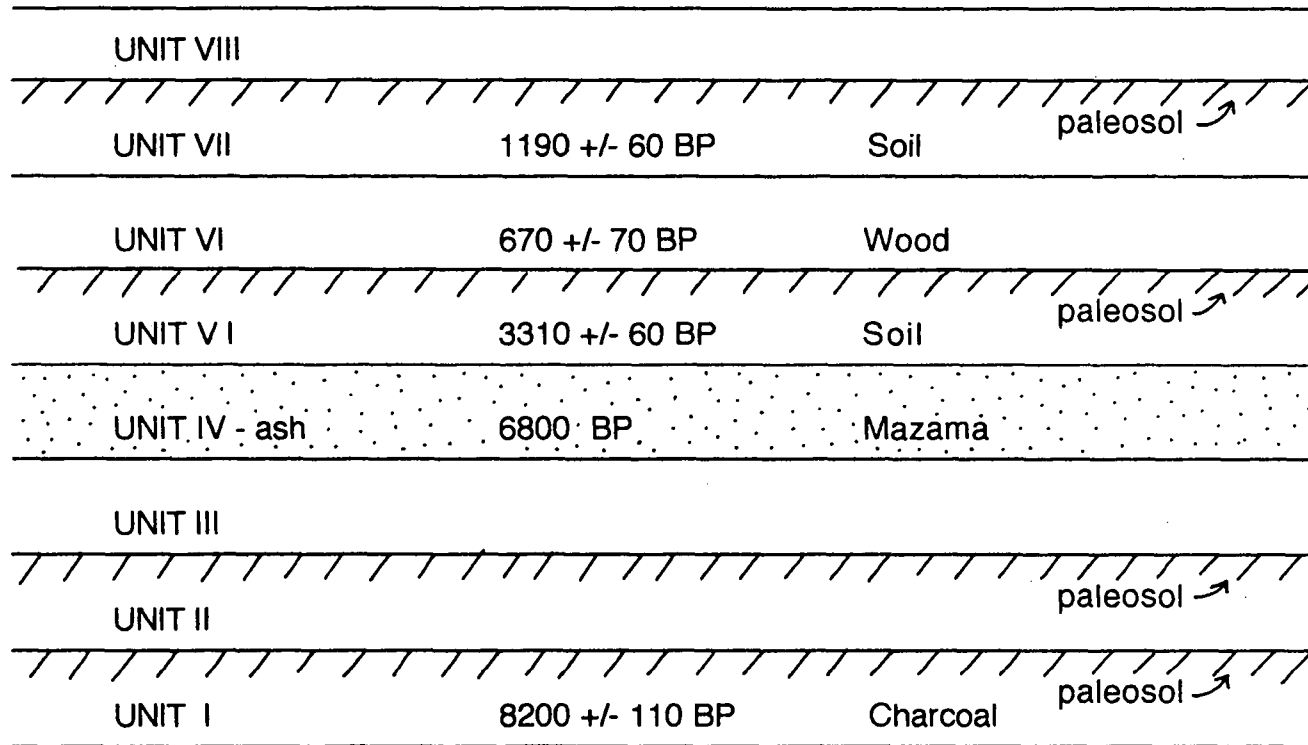 UNIT VIII
paleosol
UNIT VII 1190 +/- 60 BP Soil
UNIT VI 670 +/- 70 BP Wood
paleosol
UNIT V I 3310 +/- 60 BP Soil
UNIT IV - ash 6800 BP Mazama
UNIT III
paleosol
UNIT II
paleosol
UNIT I 8200 +/- 110 BP Charcoal